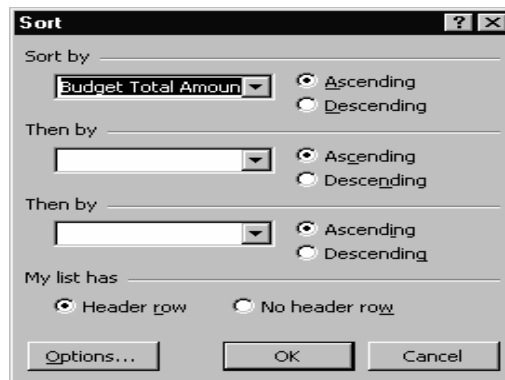 Sort
Sort by
Budget Total Amoun
Ascending
Descending
Then by
Ascending
Descending
Then by
Ascending
Descending
My list has
Header row
No header row
Options...
OK
Cancel